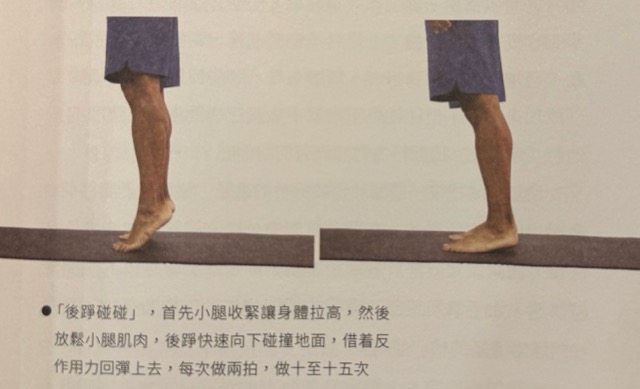 ●「後踭碰碰」，首先小腿收緊讓身體拉高，然後
放鬆小腿肌肉，後踭快速向下碰撞地面，借着反
作用力回彈上去，每次做兩拍，做十至十五次